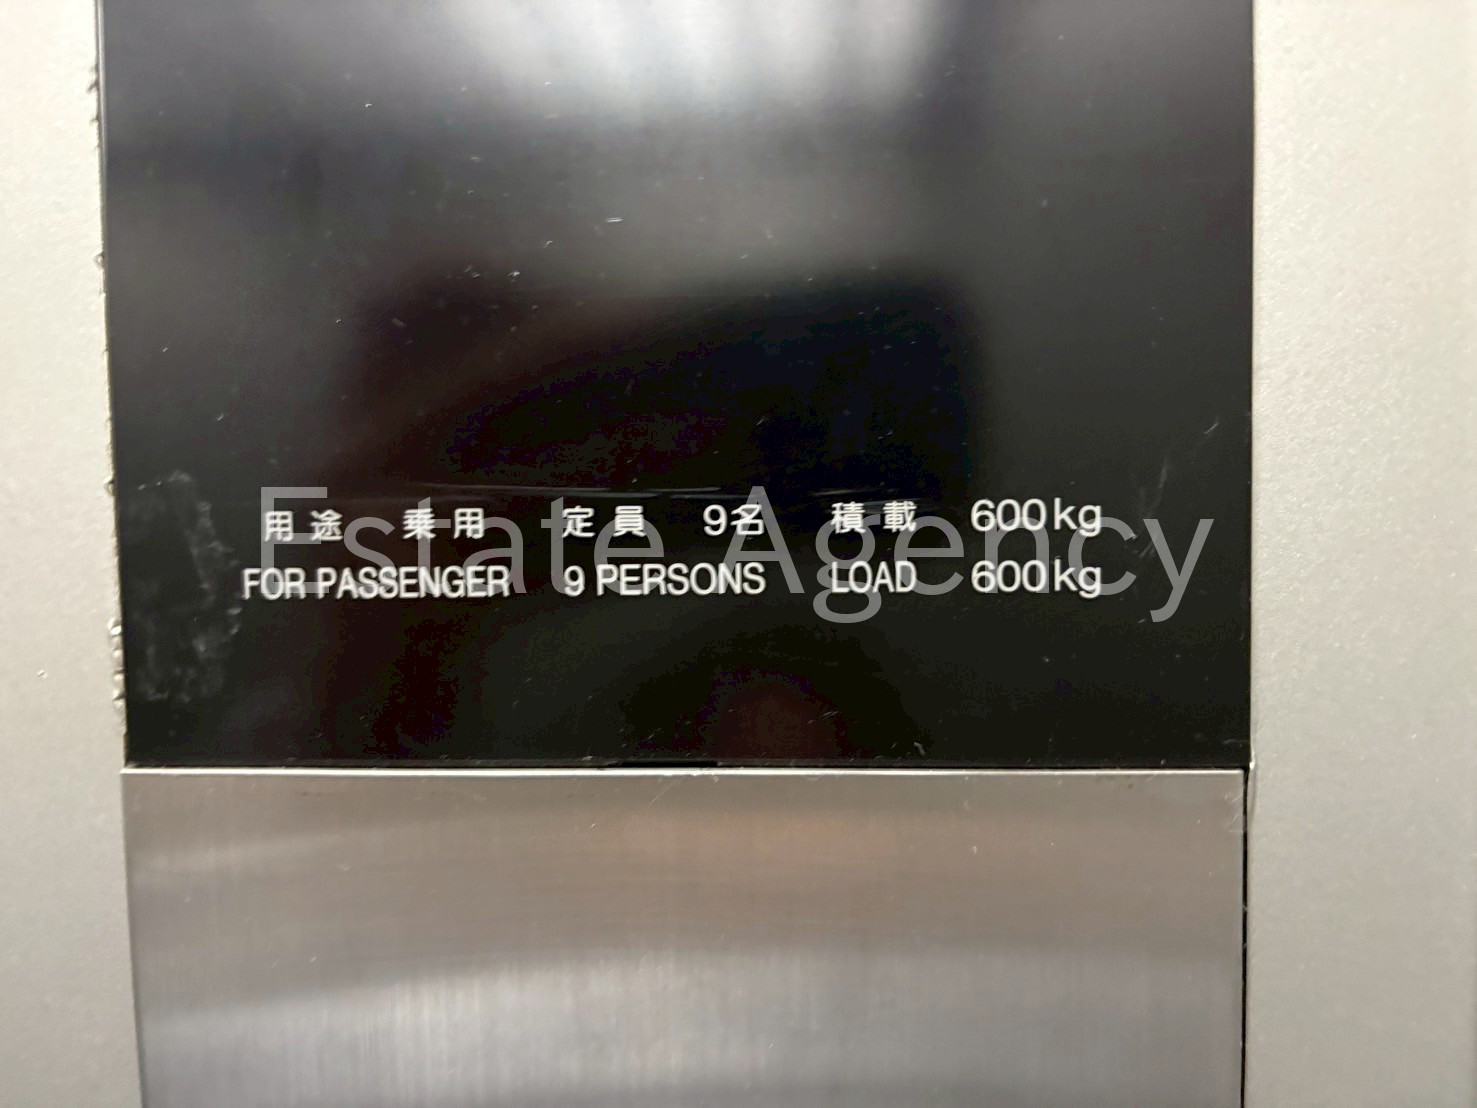 用途 乗用 定員 9名 積載 600kg
FOR PASSENGER 9 PERSONS LOAD 600kg
Estate Agency